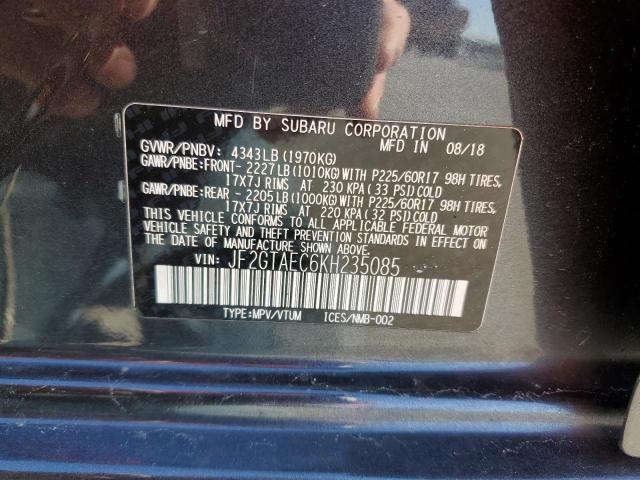 MFD BY SUBARU CORPORATION
GVWR/PNBV: 4343LB(1970KG) MFD IN 08/18
GAWR/PNBE:FRONT- 2227LB(1010KG)WITH P225/60R17 98H TIRES,
17X7J RIMS AT 230 KPA(33 PSI)COLD
GAWR/PNBE:REAR - 2205LB(1000KG)WITH P225/60R17 98H TIRES,
17X7J RIMS AT 220 KPA(32 PSI)COLD
THIS VEHICLE CONFORMS TO ALL APPLICABLE FEDERAL MOTOR
VEHICLE SAFETY AND THEFT PREVENTION STANDARDS IN
EFFECT ON THE DATE OF MANUFACTURE SHOWN ABOVE.
VIN: JF2GTAEC6KH235085
TYPE:MPV/VTUM ICES/NMB-002